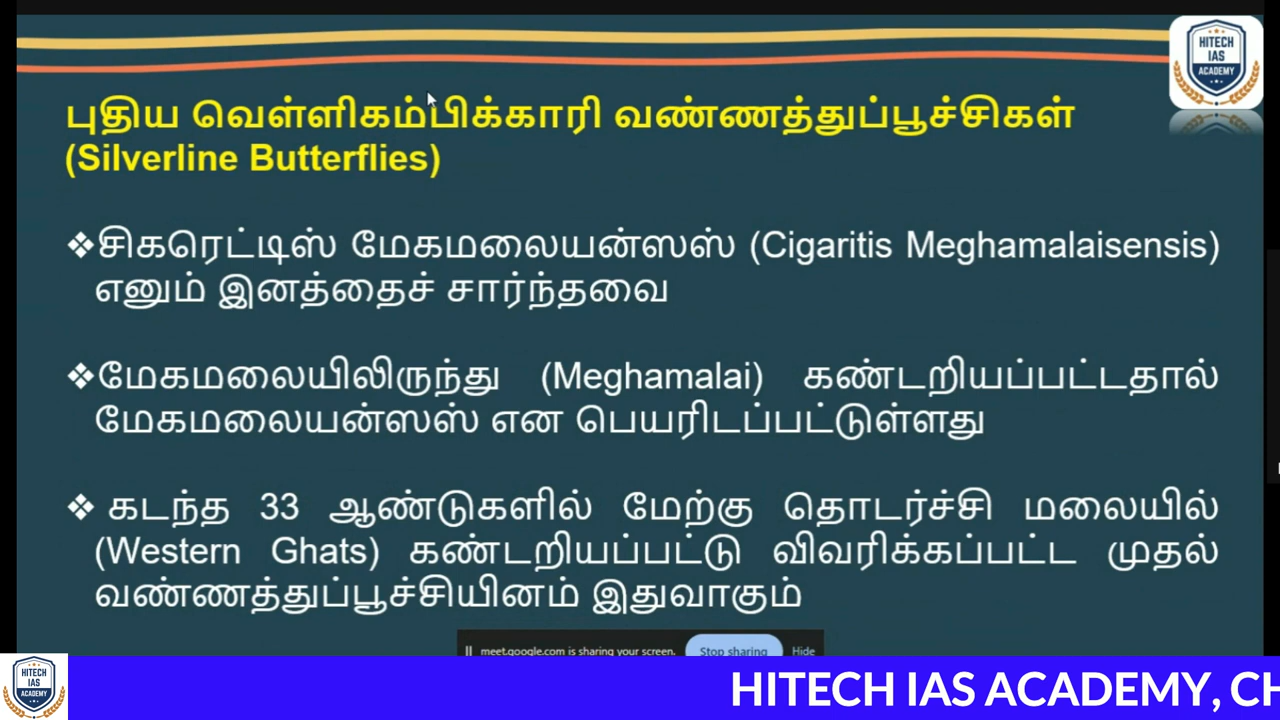 HITECH
IAS
ACADEMY
புதிய வெள்ளிகம்பிக்காரி வண்ணத்துப்பூச்சிகள்
(Silverline Butterflies)
❖சிகரெட்டிஸ் மேகமலையன்ஸஸ் (Cigaritis Meghamalaisensis)
எனும் இனத்தைச் சார்ந்தவை
❖மேகமலையிலிருந்து (Meghamalai) கண்டறியப்பட்டதால்
மேகமலையன்ஸஸ் என பெயரிடப்பட்டுள்ளது
❖ கடந்த 33 ஆண்டுகளில் மேற்கு தொடர்ச்சி மலையில்
(Western Ghats) கண்டறியப்பட்டு விவரிக்கப்பட்ட முதல்
வண்ணத்துப்பூச்சியினம் இதுவாகும்
meet.google.com is sharing your screen. Stop sharing Hide
HITECH
IAS
ACADEMY
HITECH IAS ACADEMY, CH